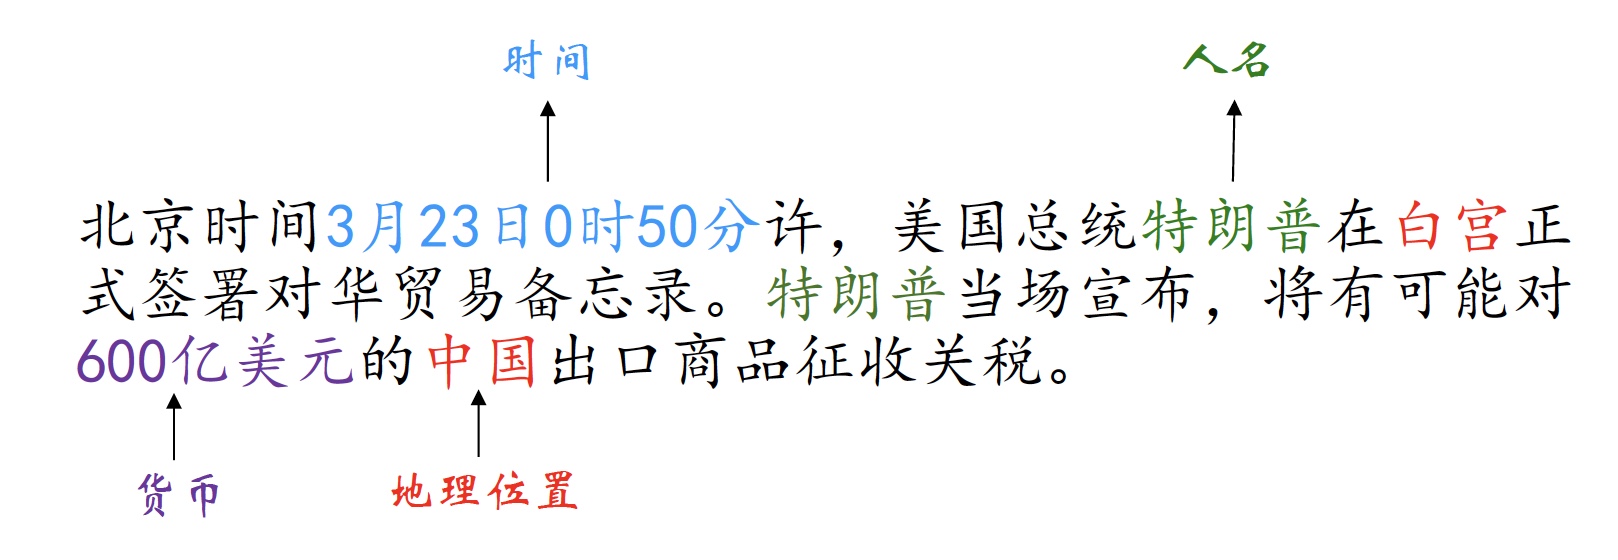 时间
人名
北京时间3月23日0时50分许，美国总统特朗普在白宫正
式签署对华贸易备忘录。特朗普当场宣布，将有可能对
600亿美元的中国出口商品征收关税。
货币
地理位置